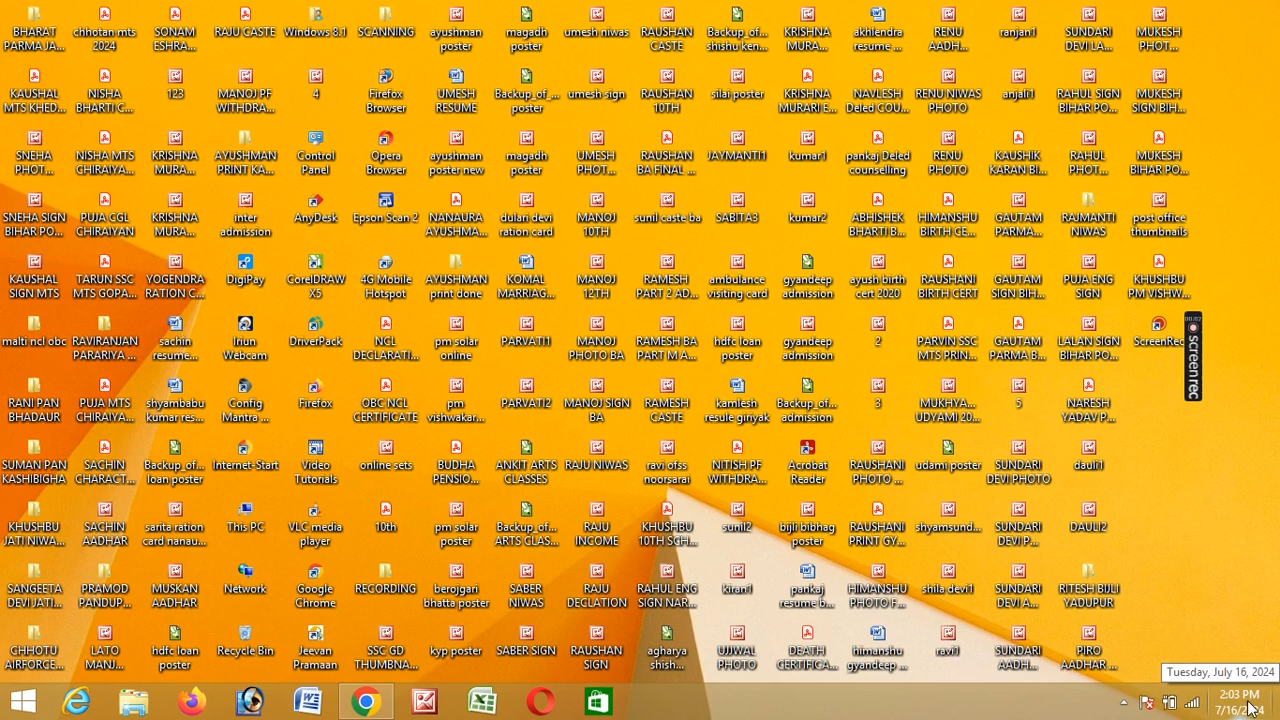 BHARAT
PARMA JA...
chhotan mts
2024
SONAM
ESHRA...
RAJU CASTE
Windows 8.1
SCANNING
ayushman
poster
magadh
poster
umesh niwas
RAUSHAN
CASTE
Backup_of...
shishu ken...
KRISHNA
MURA...
akhlendra
resume ...
RENU
AADH...
ranjan1
SUNDARI
DEVI LA...
MUKESH
PHOT...
KAUSHAL
MTS KHED...
NISHA
BHARTI C...
123
MANOJ PF
WITHDRA...
4
Firefox
Browser
UMESH
RESUME
Backup_of_...
poster
umesh sign
RAUSHAN
10TH
silai poster
KRISHNA
MURARI E...
NAVLESH
Deled COU...
RENU NIWAS
PHOTO
anjali1
RAHUL SIGN
BIHAR PO...
MUKESH
SIGN BIH...
SNEHA
PHOT...
NISHA MTS
CHIRAIYA...
KRISHNA
MURA...
AYUSHMAN
PRINT KA...
Control
Panel
Opera
Browser
ayushman
poster new
magadh
poster
UMESH
PHOT...
RAUSHAN
BA FINAL ...
JAYMANTI1
kumar1
pankaj Deled
counselling
RENU
PHOTO
KAUSHIK
KARAN BI...
RAHUL
PHOT...
MUKESH
BIHAR PO...
SNEHA SIGN
BIHAR PO...
PUJA CGL
CHIRAIYAN
KRISHNA
MURA...
inter
admission
AnyDesk
Epson Scan 2
NANAURA
AYUSHMA...
dulari devi
ration card
MANOJ
10TH
sunil caste ba
SABITA3
kumar2
ABHISHEK
BHARTI B...
HIMANSHU
BIRTH CE...
GAUTAM
PARMA...
RAJMANTI
NIWAS
post office
thumbnails
KAUSHAL
SIGN MTS
TARUN SSC
MTS GOPA...
YOGENDRA
RATION C...
DigiPay
CorelDRAW
X5
4G Mobile
Hotspot
AYUSHMAN
print done
KOMAL
MARRIAG...
MANOJ
12TH
RAMESH
PART 2 AD...
ambulance
visiting card
gyandeep
admission
ayush birth
cert 2020
RAUSHANI
BIRTH CERT
GAUTAM
SIGN BIH...
PUJA ENG
SIGN
KHUSHBU
PM VISHW...
malti ncl obc
RAVIRANJAN
PARARIYA ...
sachin
resume...
Iriun
Webcam
DriverPack
NCL
DECLARATI...
pm solar
online
PARVATI1
MANOJ
PHOTO BA
RAMESH BA
PART M A...
hdfc loan
poster
gyandeep
admission
2
PARVIN SSC
MTS PRIN...
GAUTAM
PARMA B...
LALAN SIGN
BIHAR PO...
ScreenRec
00:02
screenrec
RANI PAN
BHADAUR
PUJA MTS
CHIRAIYA...
shyambabu
kumar res...
Config
Mantra ...
Firefox
OBC NCL
CERTIFICATE
pm
vishwakar...
PARVATI2
MANOJ SIGN
BA
RAMESH
CASTE
kamlesh
resule giriyak
Backup_of...
admission
3
MUKHYA...
UDYAMI 20...
5
SUNDARI
DEVI SIGN
NARESH
YADAV P...
SUMAN PAN
KASHIBIGHA
SACHIN
CHARACT...
Backup_of...
loan poster
Internet-Start
Video
Tutorials
online sets
BUDHA
PENSIO...
ANKIT ARTS
CLASSES
RAJU NIWAS
ravi ofss
noorsarai
NITISH PF
WITHDRA...
Acrobat
Reader
RAUSHANI
PHOTO ...
udami poster
SUNDARI
DEVI PHOTO
dauli1
KHUSHBU
JATI NIWA...
SACHIN
AADHAR
sarita ration
card nanau...
This PC
VLC media
player
10th
pm solar
poster
Backup_of...
ARTS CLAS...
RAJU
INCOME
KHUSHBU
10TH SCH...
sunil2
bijli bibhag
poster
RAUSHANI
PRINT GY...
shyamsund...
SUNDARI
DEVI P...
DAULI2
SANGEETA
DEVI JATI...
PRAMOD
PANDUP...
MUSKAN
AADHAR
Network
Google
Chrome
RECORDING
berojgari
bhatta poster
SABER
NIWAS
RAJU
DECLATION
RAHUL ENG
SIGN NAR...
kiran1
pankaj
resume b...
HIMANSHU
PHOTO F...
shila devi1
SUNDARI
DEVI A...
RITESH BIJLI
YADUPUR
CHHOTU
AIRFORCE...
LATO
MANJ...
hdfc loan
poster
Recycle Bin
Jeevan
Pramaan
SSC GD
THUMBNA...
kyp poster
SABER SIGN
RAUSHAN
SIGN
agharya
shish...
UJJWAL
PHOTO
DEATH
CERTIFICA...
himanshu
gyandeep ...
ravi1
SUNDARI
AADH...
PIRO
AADHAR ...
Tuesday, July 16, 2024
2:03 PM
7/16/2024